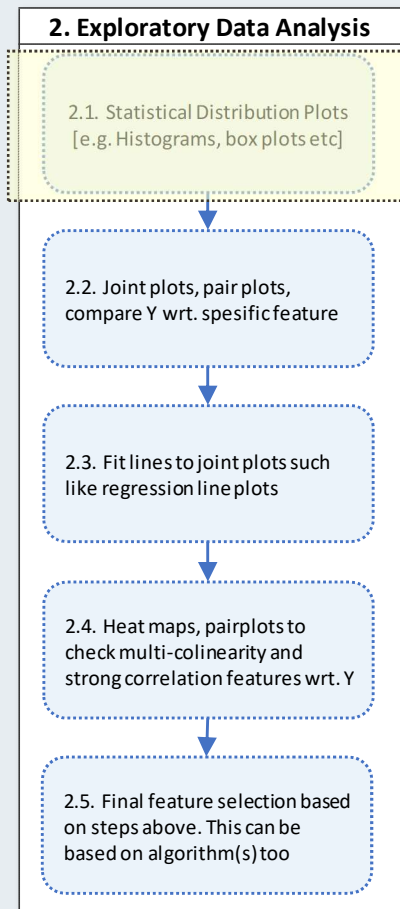 2. Exploratory Data Analysis
2.1. Statistical Distribution Plots
[e.g. Histograms, box plots etc]
2.2. Joint plots, pair plots,
compare Y wrt. spesific feature
2.3. Fit lines to joint plots such
like regression line plots
2.4. Heat maps, pairplots to
check multi-colinearity and
strong correlation features wrt. Y
2.5. Final feature selection based
on steps above. This can be
based on algorithm(s) too